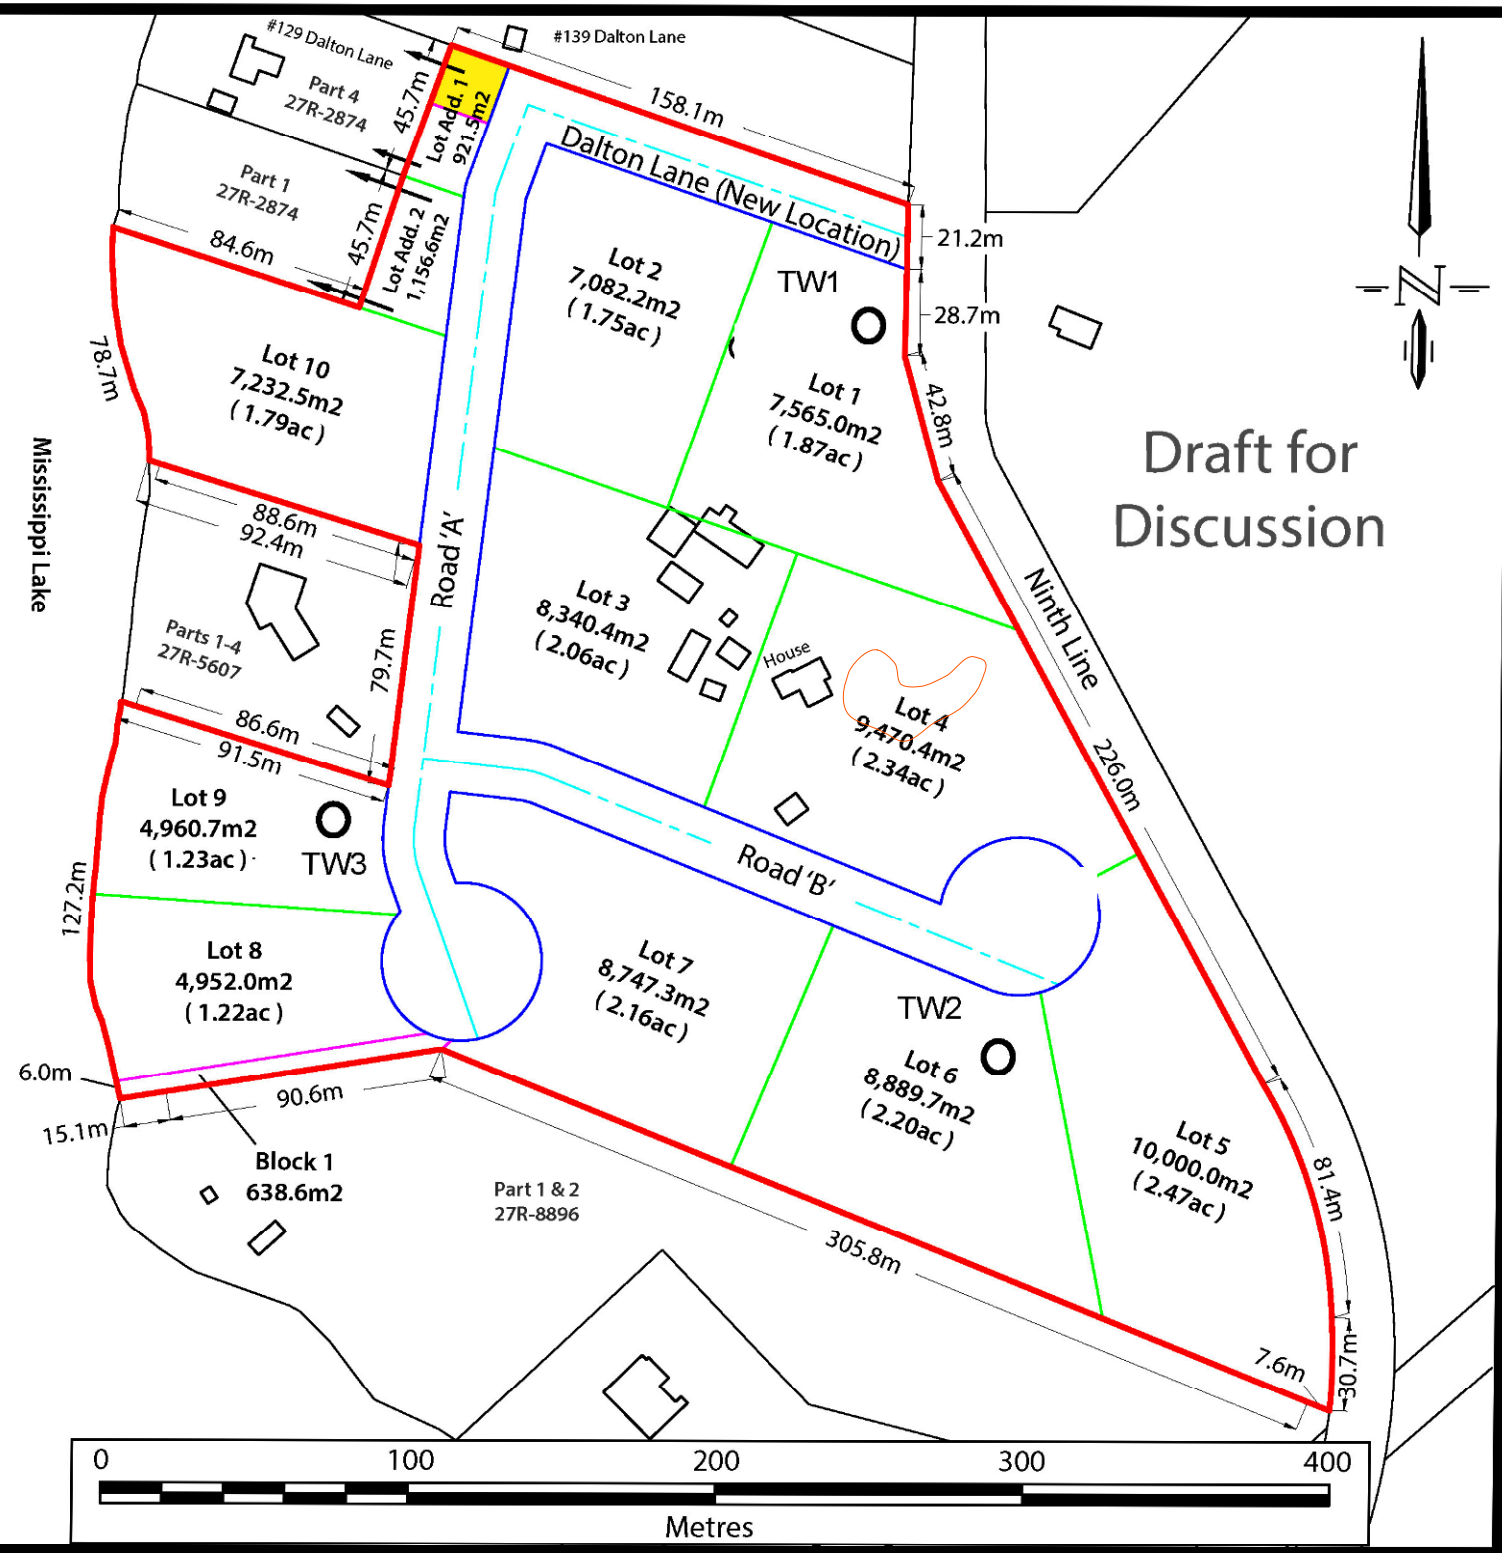 #129 Dalton Lane
#139 Dalton Lane
Part 4
27R-2874
45.7m
Lot Add. 1
921.5m2
158.1m
Dalton Lane (New Location)
Part 1
27R-2874
84.6m
45.7m
Lot Add. 2
1,156.6m2
21.2m
28.7m
42.8m
N
Lot 2
7,082.2m2
( 1.75ac )
TW1
Lot 1
7,565.0m2
( 1.87ac )
Lot 10
7,232.5m2
( 1.79ac )
78.7m
Mississippi Lake
Draft for
Discussion
88.6m
92.4m
Road 'A'
Ninth Line
Lot 3
8,340.4m2
( 2.06ac )
House
Lot 4
9,470.4m2
( 2.34ac )
Parts 1-4
27R-5607
79.7m
86.6m
91.5m
226.0m
Lot 9
4,960.7m2
( 1.23ac )
TW3
Road 'B'
127.2m
Lot 8
4,952.0m2
( 1.22ac )
Lot 7
8,747.3m2
( 2.16ac )
TW2
Lot 6
8,889.7m2
( 2.20ac )
Lot 5
10,000.0m2
( 2.47ac )
6.0m
15.1m
90.6m
Block 1
638.6m2
Part 1 & 2
27R-8896
305.8m
81.4m
7.6m
30.7m
0 100 200 300 400
Metres